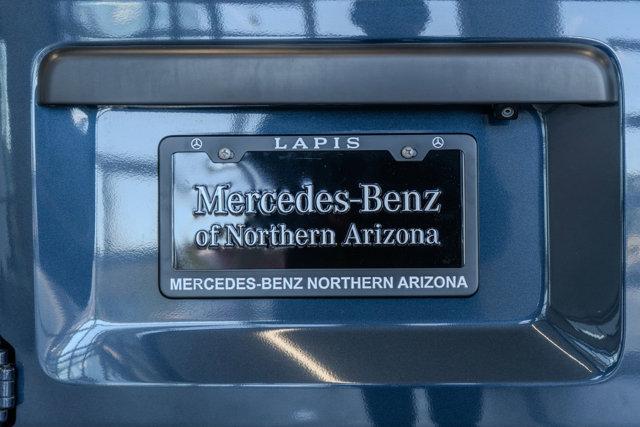 LAPIS
Mercedes-Benz
of Northern Arizona
MERCEDES-BENZ NORTHERN ARIZONA